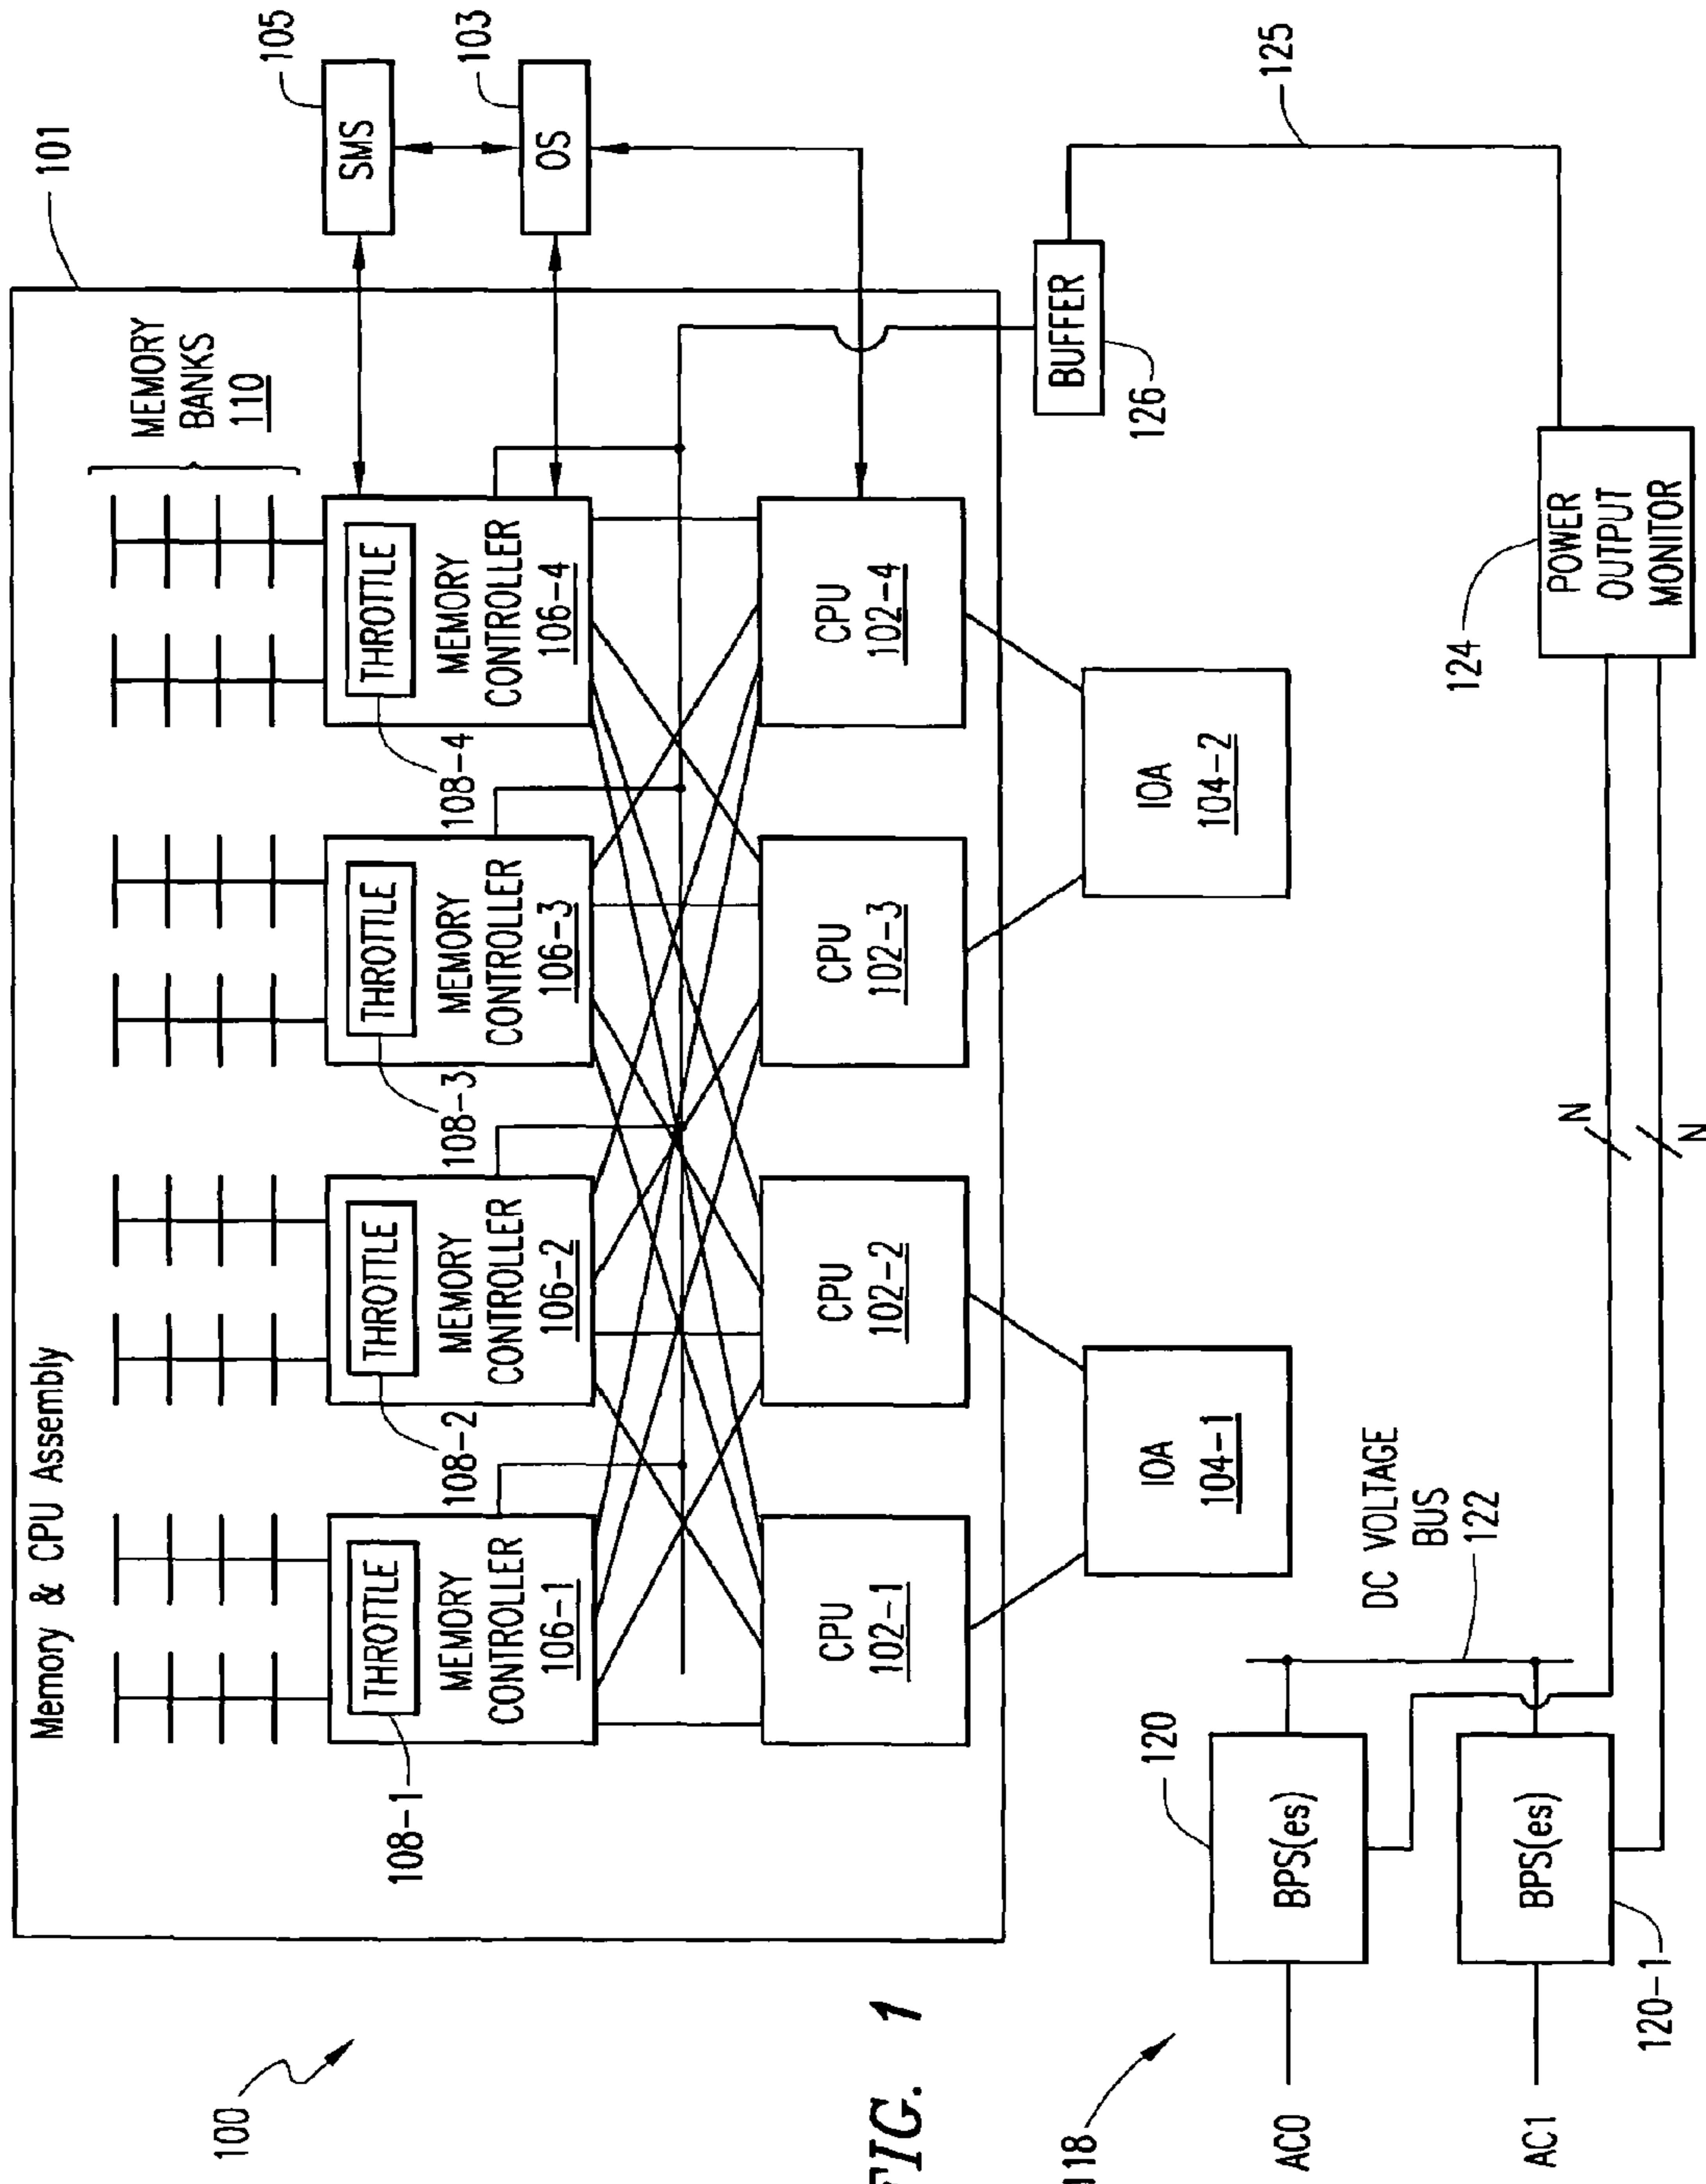 100
Memory & CPU Assembly
101
MEMORY
BANKS
110
THROTTLE
MEMORY
CONTROLLER
106-1
108-1
THROTTLE
MEMORY
CONTROLLER
106-2
108-2
THROTTLE
MEMORY
CONTROLLER
106-3
108-3
THROTTLE
MEMORY
CONTROLLER
106-4
108-4
SMS
105
OS
103
CPU
102-1
CPU
102-2
CPU
102-3
CPU
102-4
IOA
104-1
IOA
104-2
BUFFER
126
125
FIG. 1
118
AC0
BPS(es)
120
AC1
BPS(es)
120-1
DC VOLTAGE
BUS
122
N
N
124
POWER
OUTPUT
MONITOR